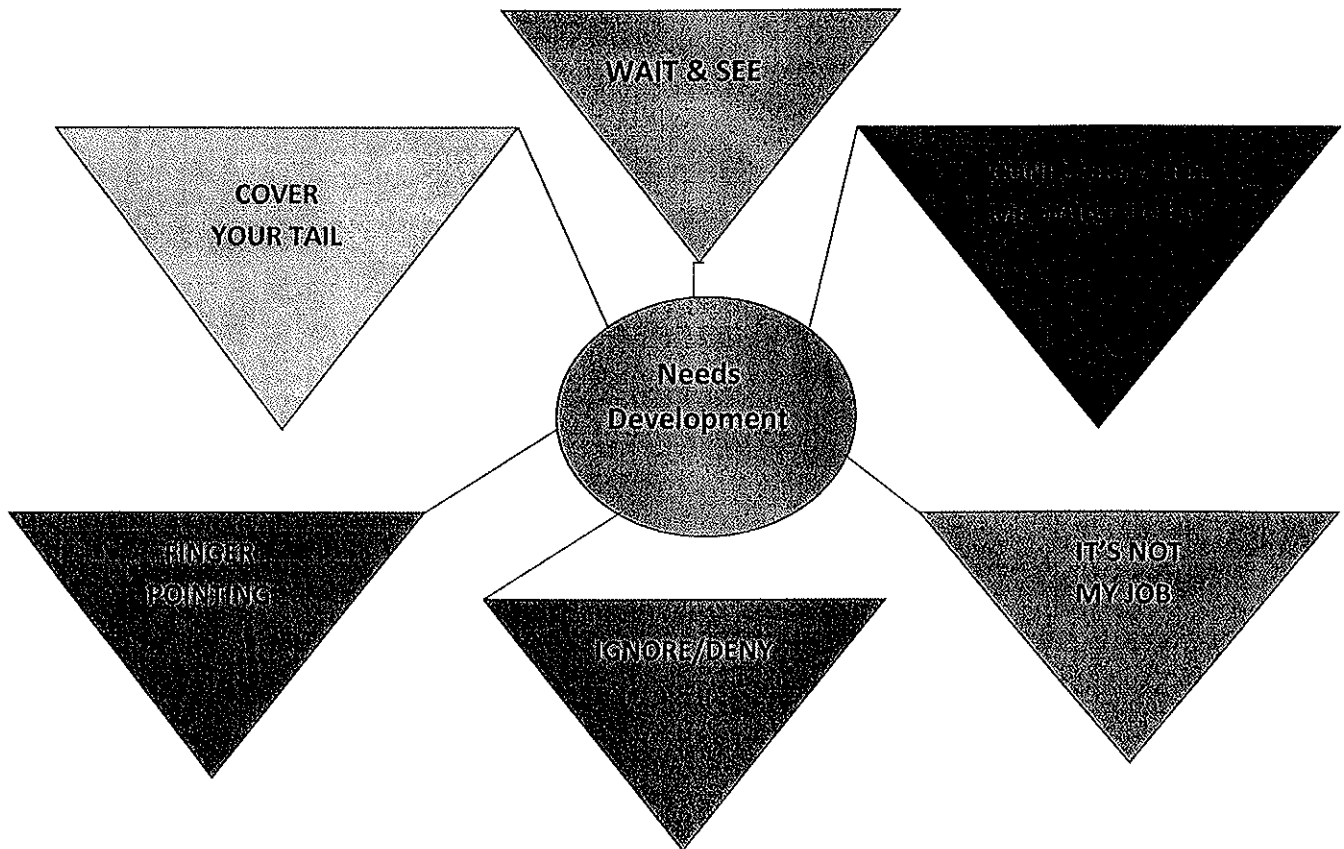 WAIT & SEE
COVER
YOUR TAIL
Needs
Development
FINGER
POINTING
IT'S NOT
MY JOB
IGNORE/DENY